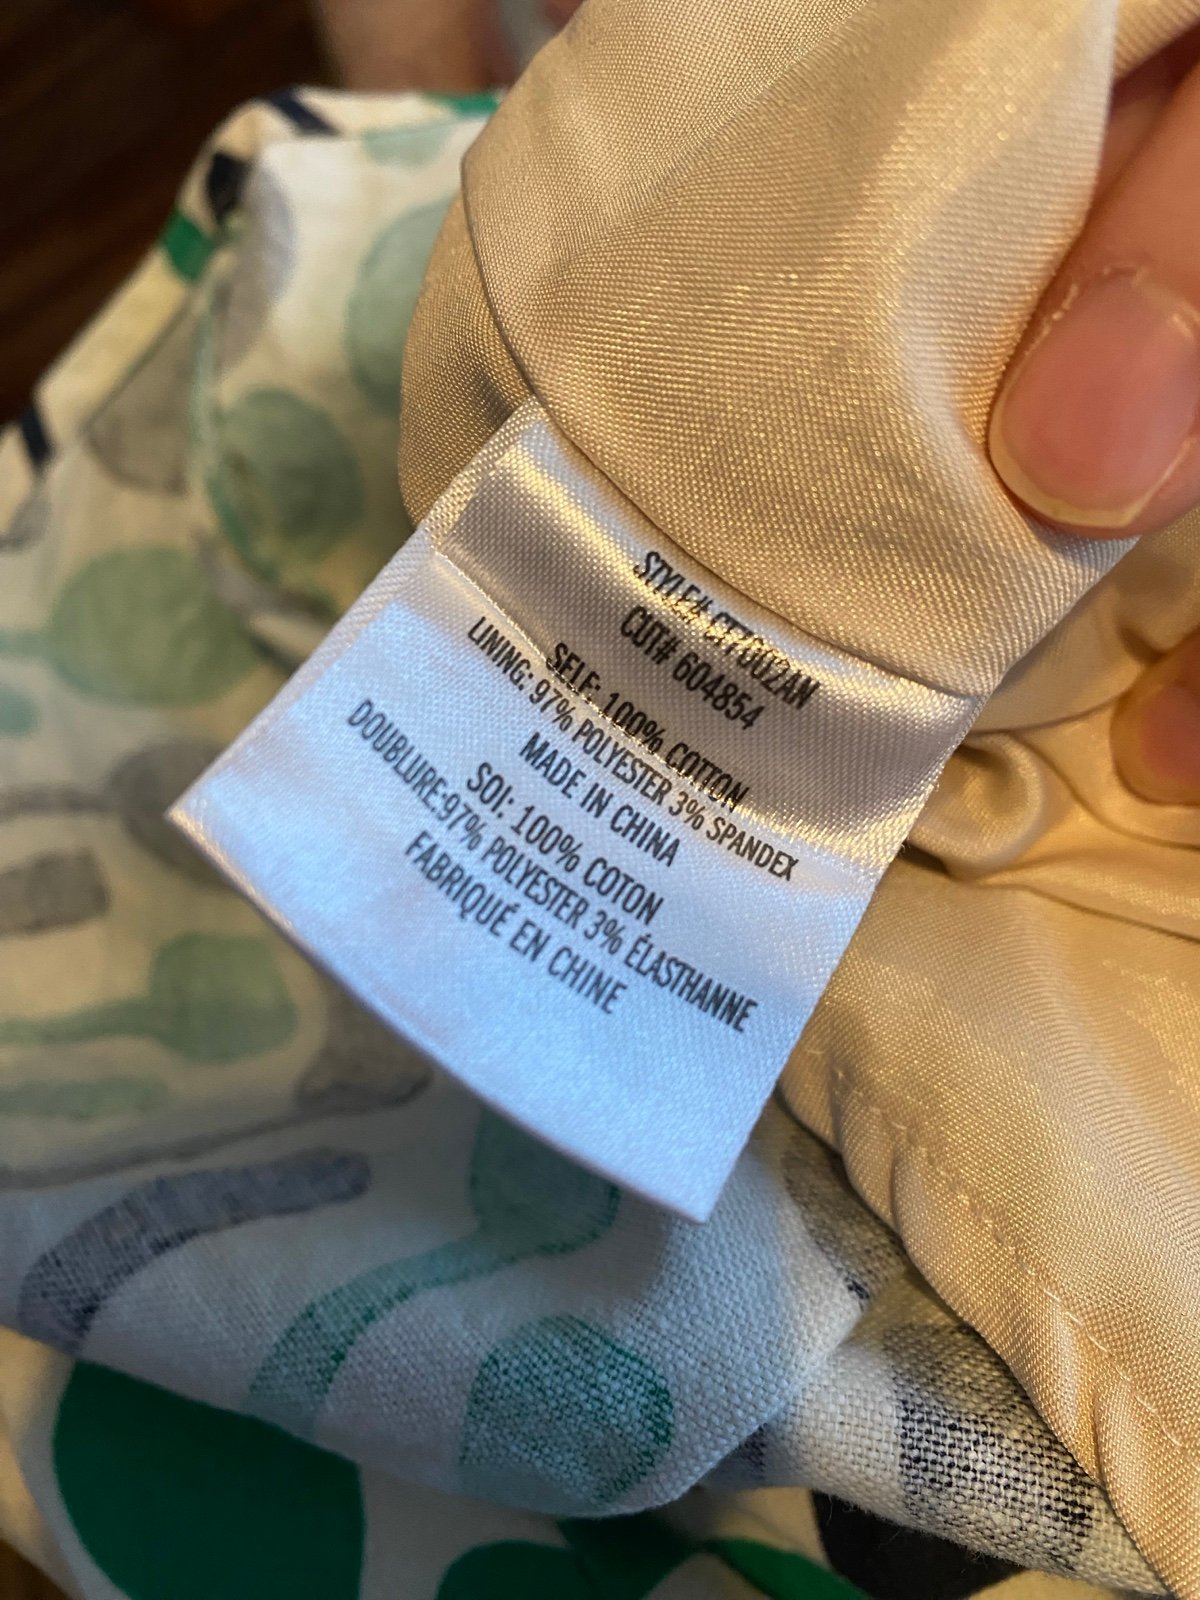 STYLE#
CUT# 604854
SELF: 100% COTTON
LINING: 97% POLYESTER 3% SPANDEX
MADE IN CHINA
SOI: 100% COTON
DOUBLURE:97% POLYESTER 3% ÉLASTHANNE
FABRIQUÉ EN CHINE